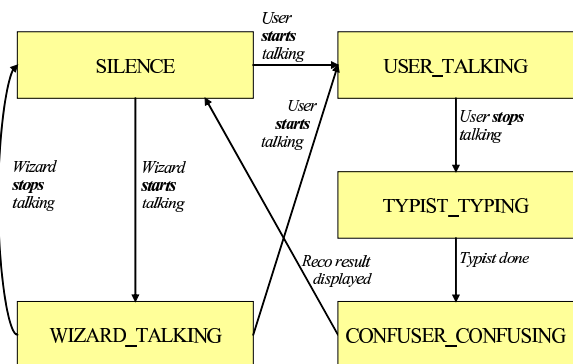 User
starts
talking
SILENCE
USER_TALKING
User
starts
talking
User stops
talking
Wizard
stops
talking
Wizard
starts
talking
TYPIST_TYPING
Reco result
displayed
Typist done
WIZARD_TALKING
CONFUSER_CONFUSING